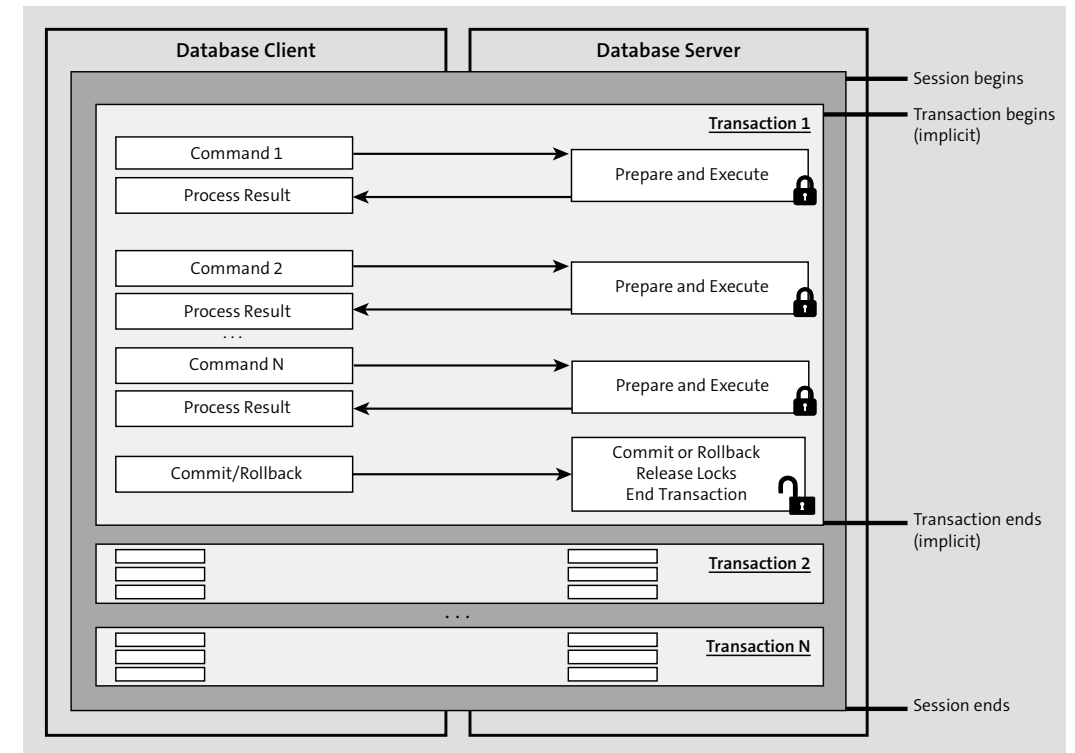 Database Client
Database Server
Session begins
Transaction begins
(implicit)
Transaction 1
Command 1
Prepare and Execute
Process Result
Command 2
Prepare and Execute
Process Result
...
Command N
Prepare and Execute
Process Result
Commit/Rollback
Commit or Rollback
Release Locks
End Transaction
Transaction ends
(implicit)
Transaction 2
...
Transaction N
Session ends